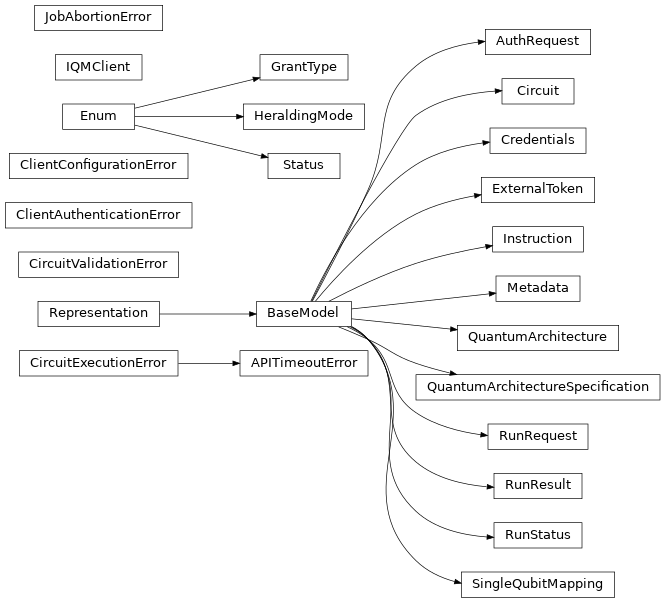 JobAbortionError
IQMClient
Enum
GrantType
HeraldingMode
Status
ClientConfigurationError
ClientAuthenticationError
CircuitValidationError
Representation
BaseModel
CircuitExecutionError
APITimeoutError
AuthRequest
Circuit
Credentials
ExternalToken
Instruction
Metadata
QuantumArchitecture
QuantumArchitectureSpecification
RunRequest
RunResult
RunStatus
SingleQubitMapping